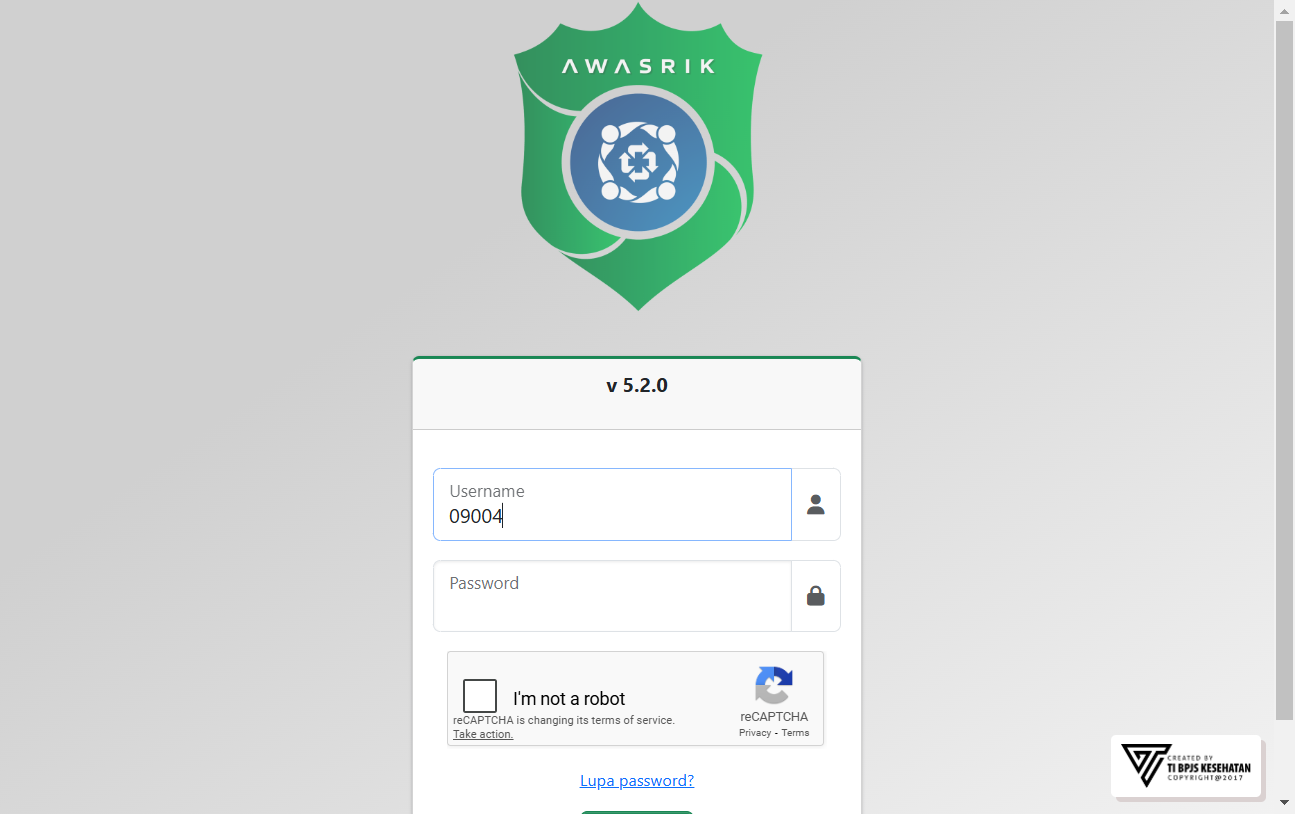 AWASRIK
v 5.2.0
Username
09004
Password
I'm not a robot
reCAPTCHA is changing its terms of service.
Take action.
reCAPTCHA
Privacy - Terms
Lupa password?
CREATED BY
TI BPJS KESEHATAN
COPYRIGHT@2017